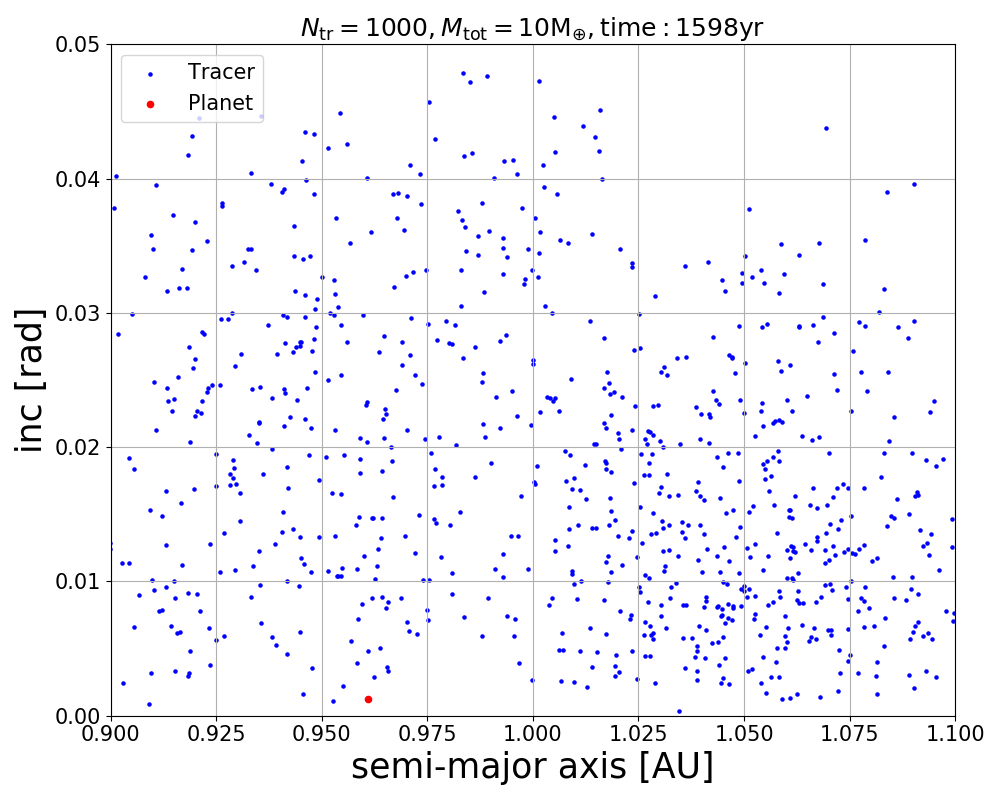 N_tr = 1000, M_tot = 10M_⊕, time : 1598yr
0.05
Tracer
Planet
0.04
0.03
inc [rad]
0.02
0.01
0.00
0.900 0.925 0.950 0.975 1.000 1.025 1.050 1.075 1.100
semi-major axis [AU]